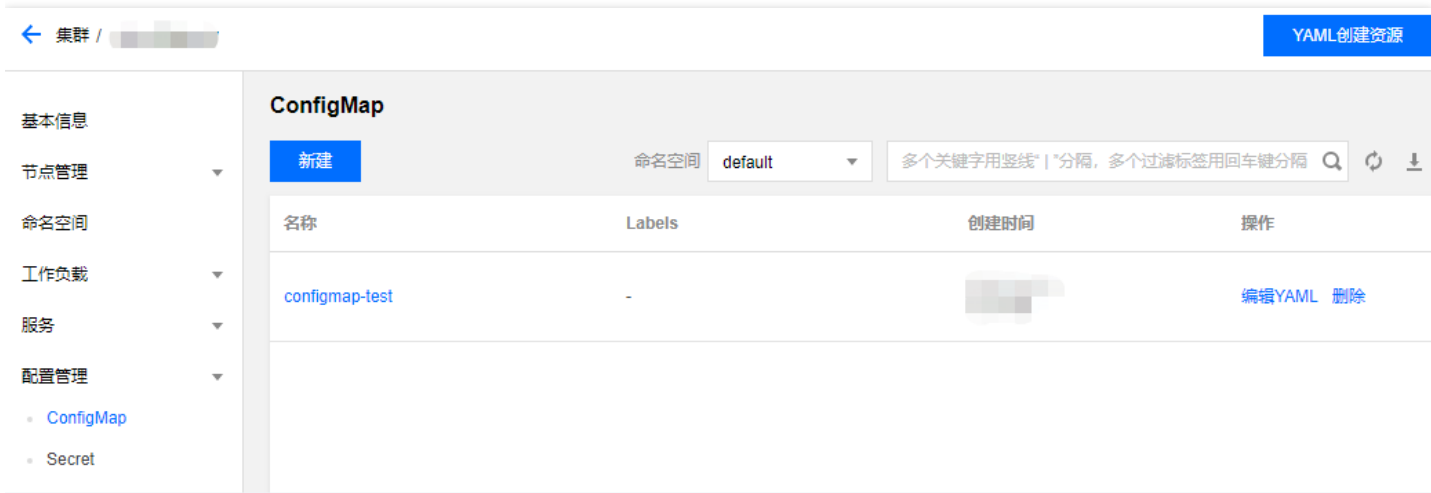 集群 /
YAML创建资源
基本信息
节点管理
命名空间
工作负载
服务
配置管理
ConfigMap
Secret
ConfigMap
新建
命名空间 default 多个关键字用竖线“ | ”分隔，多个过滤标签用回车键分隔
名称 Labels 创建时间 操作
configmap-test - 编辑YAML 删除